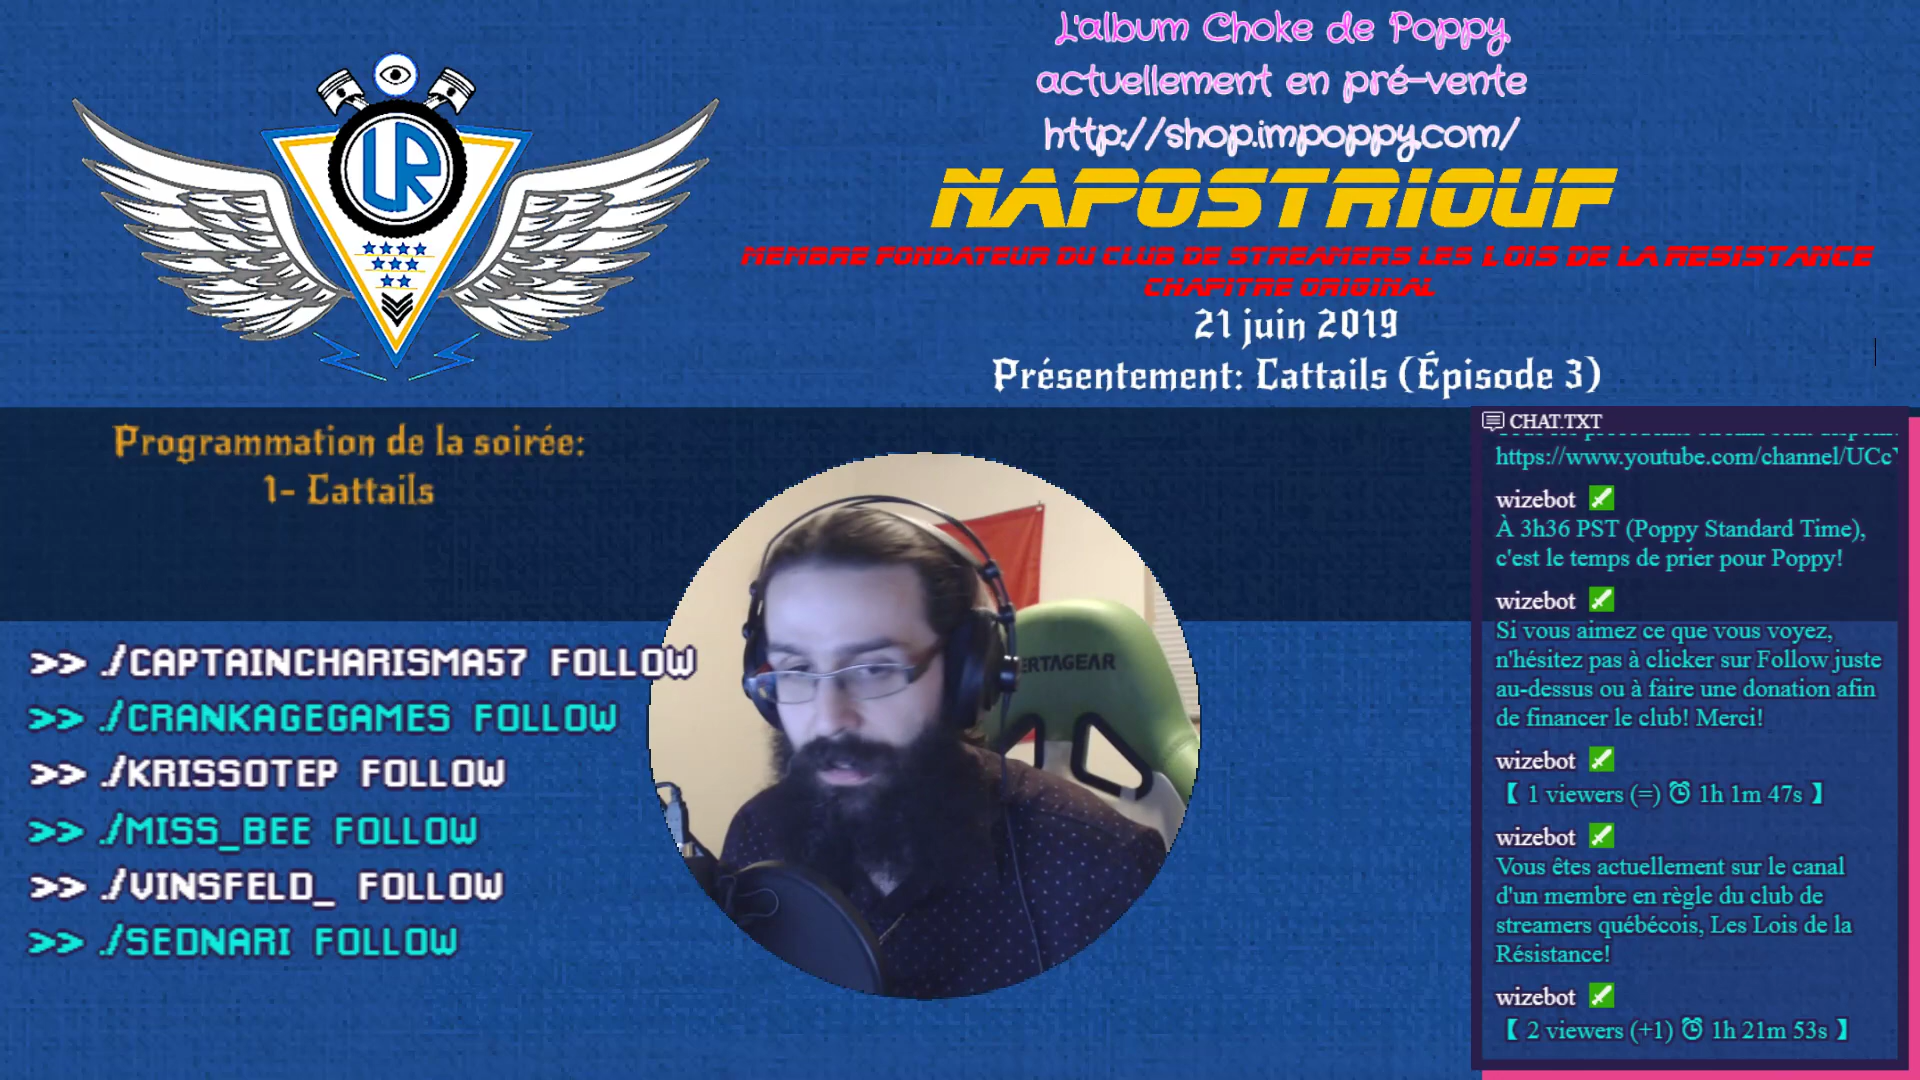 L'album Choke de Poppy
actuellement en pré-vente
http://shop.impoppy.com/
NAPOSTRIOUF
MEMBRE FONDATEUR DU CLUB DE STREAMERS LES LOIS DE LA RESISTANCE
CHAPITRE ORIGINAL
21 juin 2019
Présentement: Cattails (Épisode 3)
LR
Programmation de la soirée:
1- Cattails
>> ./CAPTAINCHARISMA57 FOLLOW
>> ./CRANKAGEGAMES FOLLOW
>> ./KRISSOTEP FOLLOW
>> ./MISS_BEE FOLLOW
>> ./VINSFELD_ FOLLOW
>> ./SEDNARI FOLLOW
ERTAGEAR
CHAT.TXT
https://www.youtube.com/channel/UCc
wizebot
À 3h36 PST (Poppy Standard Time),
c'est le temps de prier pour Poppy!
wizebot
Si vous aimez ce que vous voyez,
n'hésitez pas à clicker sur Follow juste
au-dessus ou à faire une donation afin
de financer le club! Merci!
wizebot
【 1 viewers (=) ⏰ 1h 1m 47s 】
wizebot
Vous êtes actuellement sur le canal
d'un membre en règle du club de
streamers québécois, Les Lois de la
Résistance!
wizebot
【 2 viewers (+1) ⏰ 1h 21m 53s 】